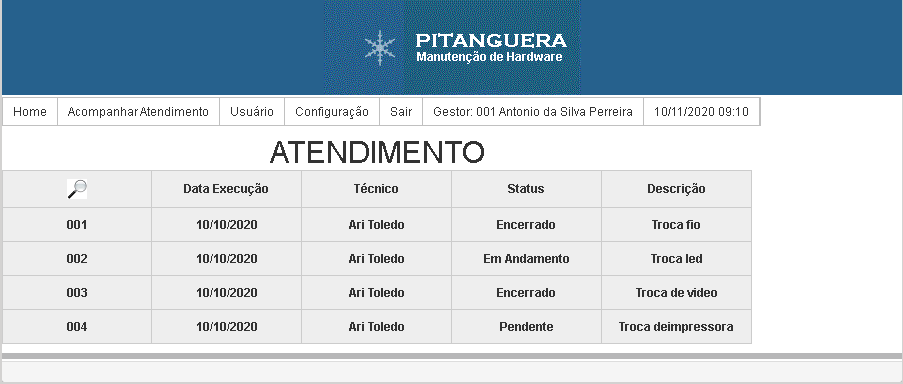 PITANGUERA
Manutenção de Hardware
Home Acompanhar Atendimento Usuário Configuração Sair Gestor: 001 Antonio da Silva Perreira 10/11/2020 09:10
ATENDIMENTO
Data Execução Técnico Status Descrição
001 10/10/2020 Ari Toledo Encerrado Troca fio
002 10/10/2020 Ari Toledo Em Andamento Troca led
003 10/10/2020 Ari Toledo Encerrado Troca de video
004 10/10/2020 Ari Toledo Pendente Troca deimpressora